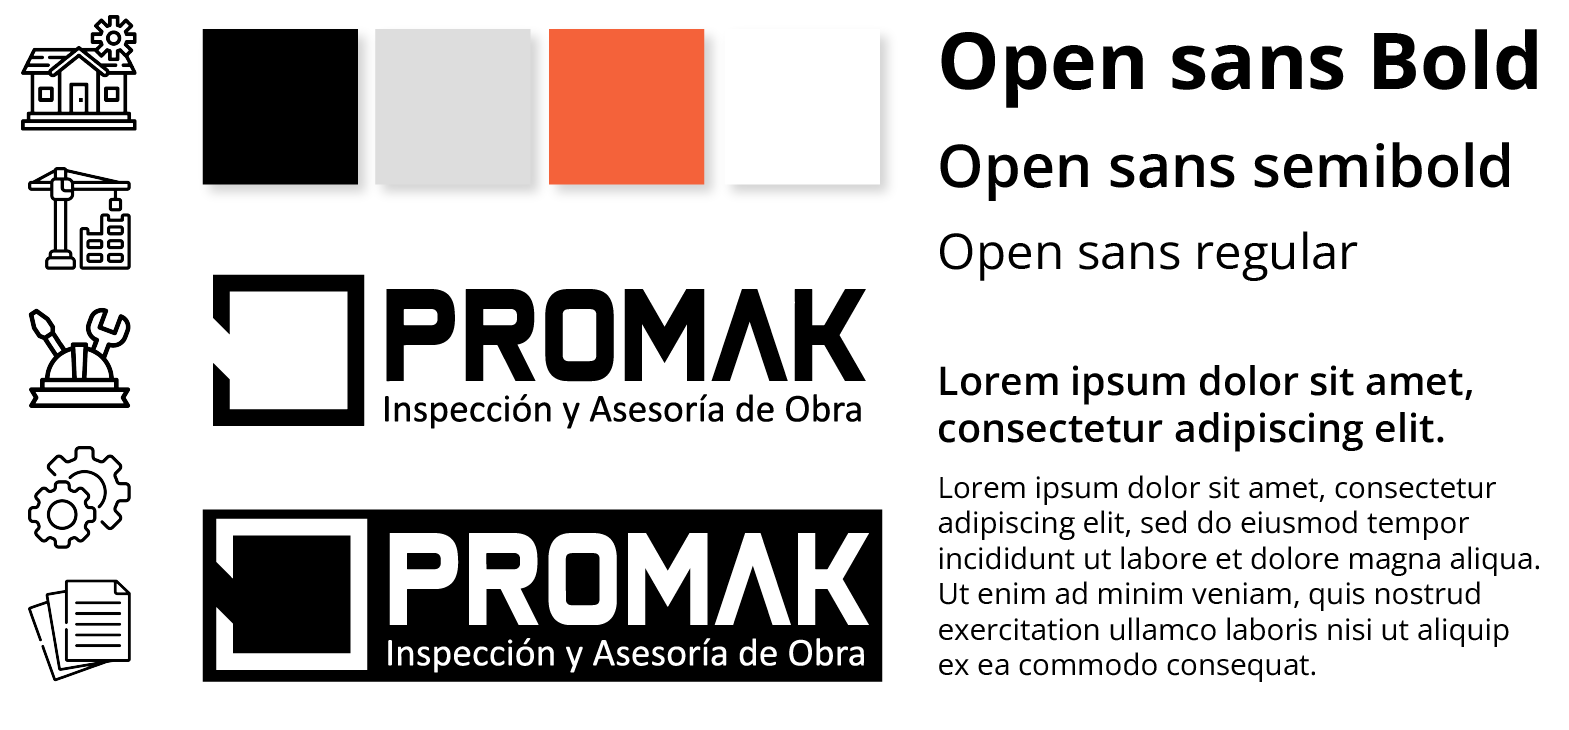 PROMAK
Inspección y Asesoría de Obra
PROMAK
Inspección y Asesoría de Obra
Open sans Bold
Open sans semibold
Open sans regular
Lorem ipsum dolor sit amet,
consectetur adipiscing elit.
Lorem ipsum dolor sit amet, consectetur
adipiscing elit, sed do eiusmod tempor
incididunt ut labore et dolore magna aliqua.
Ut enim ad minim veniam, quis nostrud
exercitation ullamco laboris nisi ut aliquip
ex ea commodo consequat.